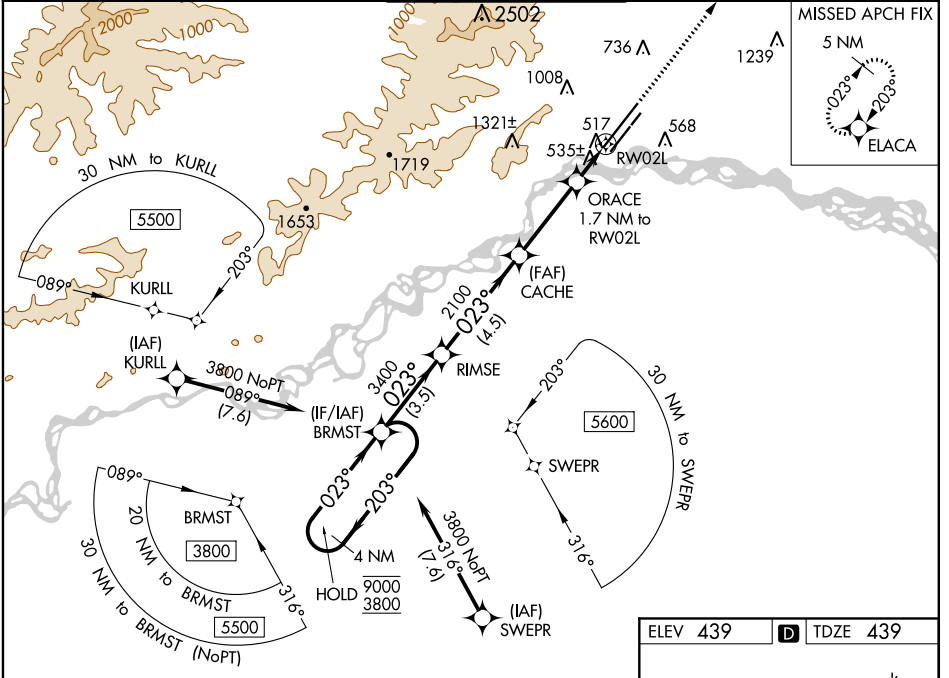 2000
1000
1000
2502
736
1239
1008
1321±
517
568
535±
RW02L
1719
1653
MISSED APCH FIX
5 NM
023°
203°
ELACA
30 NM to KURLL
5500
203°
089°
KURLL
ORACE
1.7 NM to
RW02L
(FAF)
CACHE
2100
023°
(4.5)
RIMSE
(IAF)
KURLL
3800 NoPT
089°
(7.6)
3400
023°
(3.5)
(IF/IAF)
BRMST
023°
203°
4 NM
HOLD
9000
3800
203°
30 NM to SWEPR
5600
SWEPR
316°
089°
BRMST
3800
20 NM to BRMST
316°
5500
30 NM to BRMST (NoPT)
3800 NoPT
316°
(7.6)
(IAF)
SWEPR
ELEV 439
D
TDZE 439